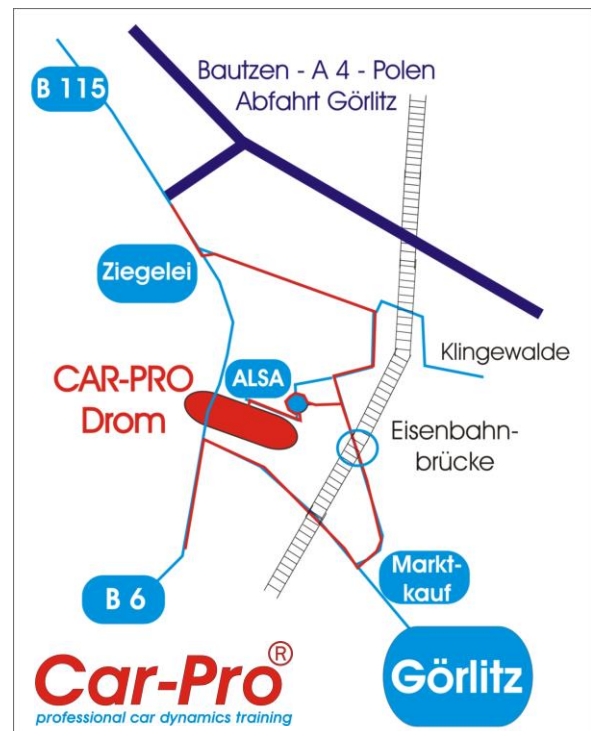 Bautzen - A 4 - Polen
Abfahrt Görlitz
B 115
Ziegelei
Klingewalde
CAR-PRO
Drom
ALSA
Eisenbahn-
brücke
Markt-
kauf
B 6
Görlitz
Car-Pro®
professional car dynamics training